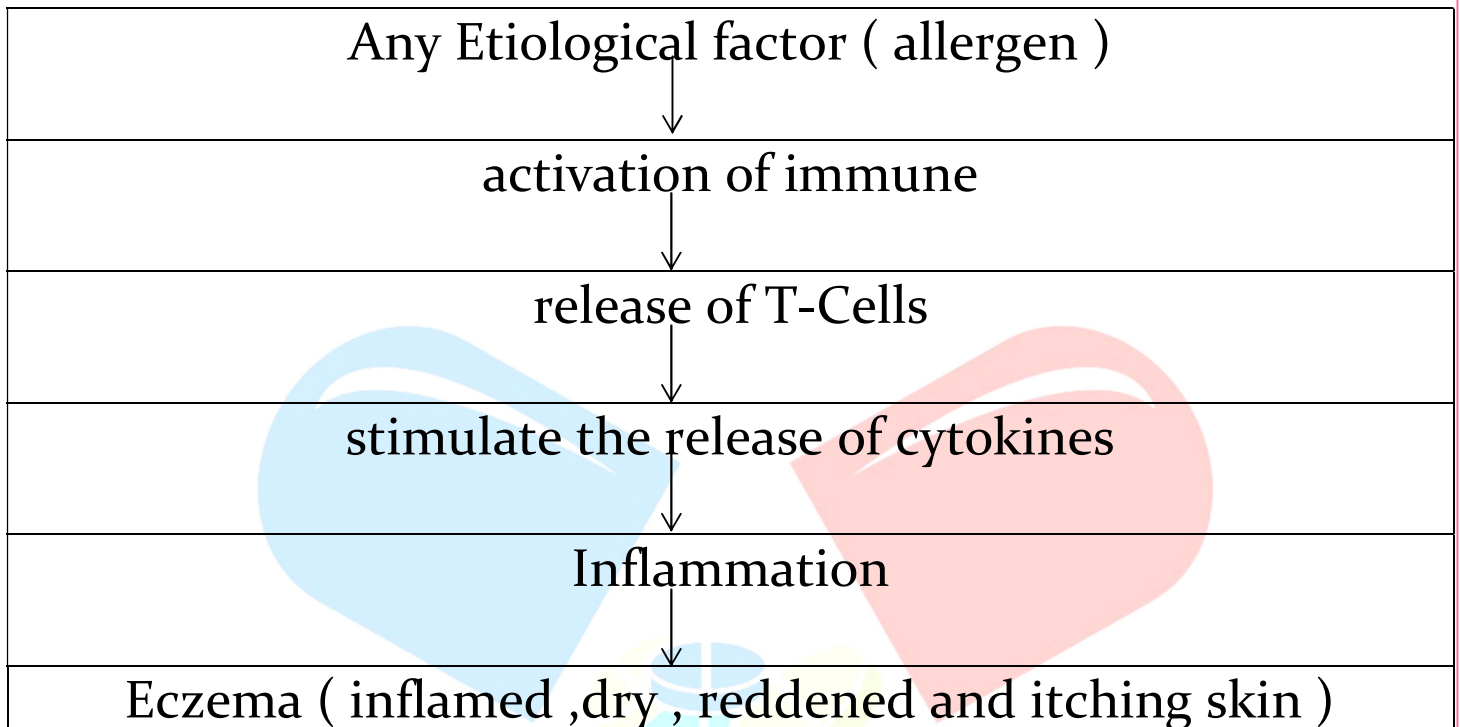 Any Etiological factor ( allergen )
activation of immune
release of T-Cells
stimulate the release of cytokines
Inflammation
Eczema ( inflamed ,dry , reddened and itching skin )